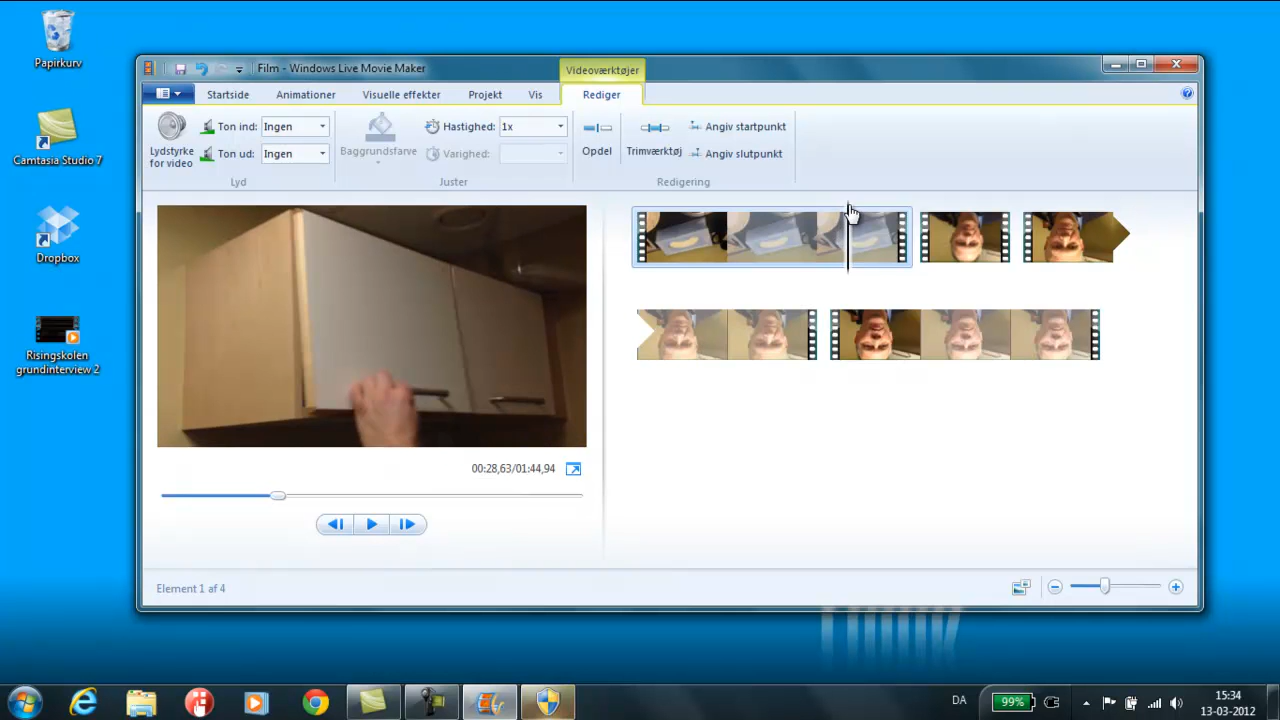 Papirkurv
Camtasia Studio 7
Dropbox
Risingskolen
grundinterview 2
Film - Windows Live Movie Maker
Videoværktøjer
Startside
Animationer
Visuelle effekter
Projekt
Vis
Rediger
Lydstyrke
for video
Ton ind:
Ingen
Ton ud:
Ingen
Lyd
Baggrundsfarve
Hastighed:
1x
Varighed:
Juster
Opdel
Trimværktøj
Angiv startpunkt
Angiv slutpunkt
Redigering
00:28,63/01:44,94
Element 1 af 4
DA
99%
15:34
13-03-2012